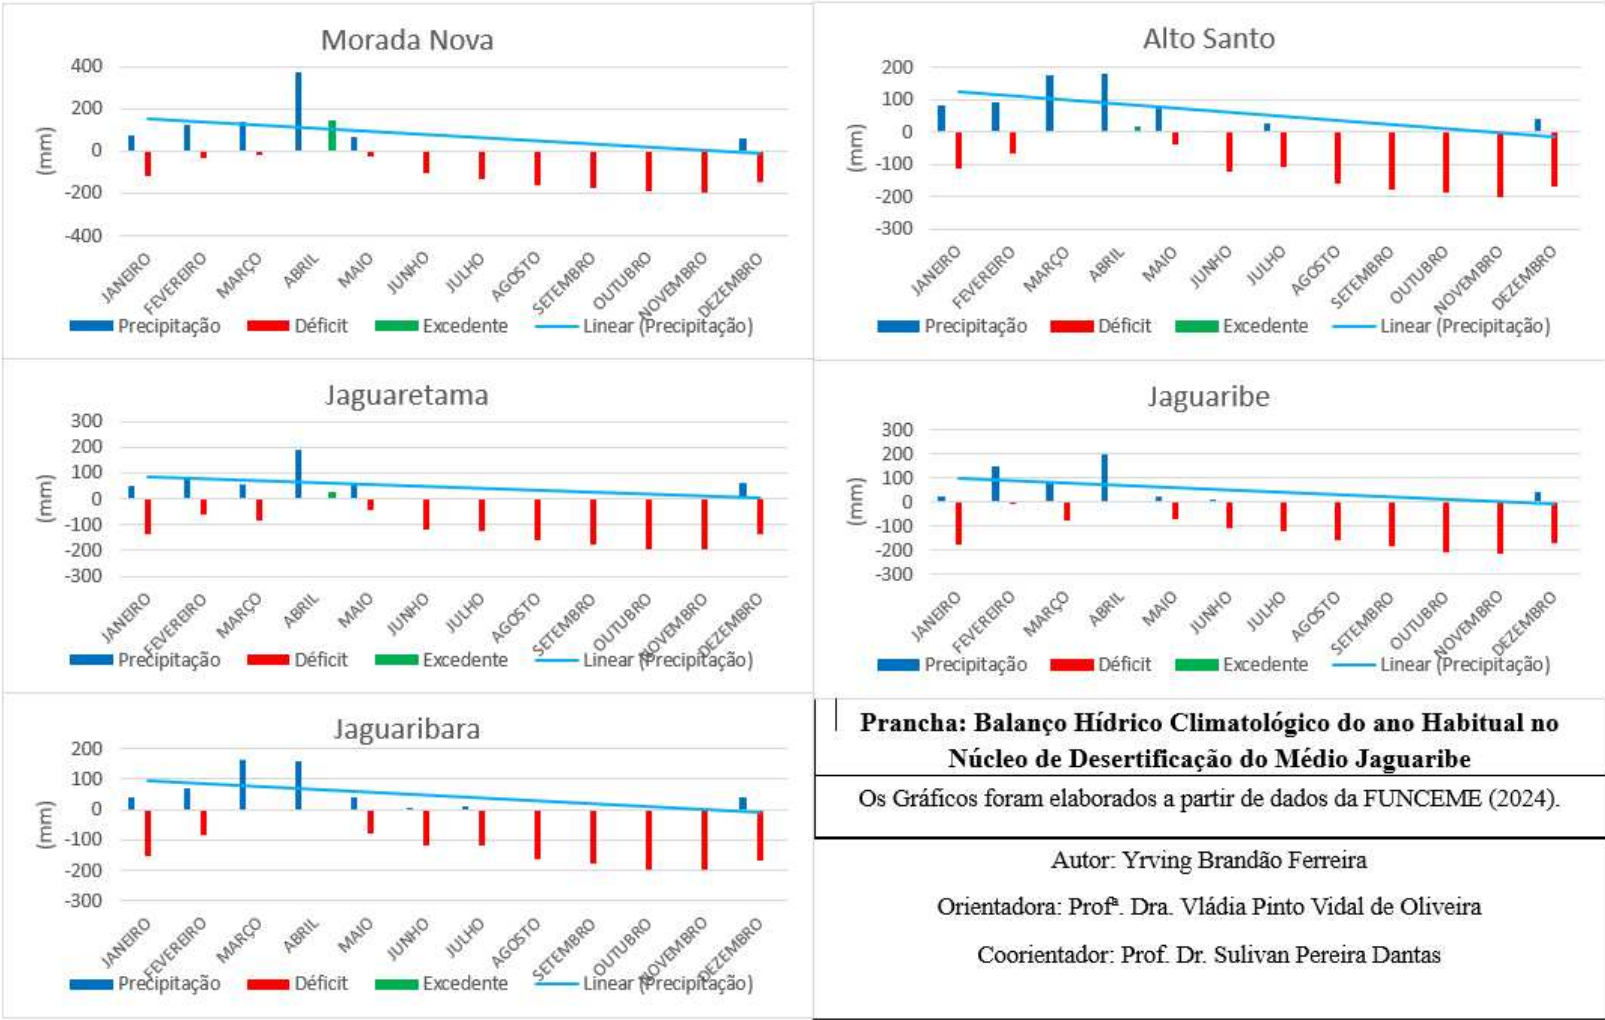 Morada Nova
400
200
0
-200
-400
(mm)
JANEIRO
FEVEREIRO
MARÇO
ABRIL
MAIO
JUNHO
JULHO
AGOSTO
SETEMBRO
OUTUBRO
NOVEMBRO
DEZEMBRO
Precipitação Déficit Excedente Linear (Precipitação)
Alto Santo
200
100
0
-100
-200
-300
(mm)
JANEIRO
FEVEREIRO
MARÇO
ABRIL
MAIO
JUNHO
JULHO
AGOSTO
SETEMBRO
OUTUBRO
NOVEMBRO
DEZEMBRO
Precipitação Déficit Excedente Linear (Precipitação)
Jaguaretama
300
200
100
0
-100
-200
-300
(mm)
JANEIRO
FEVEREIRO
MARÇO
ABRIL
MAIO
JUNHO
JULHO
AGOSTO
SETEMBRO
OUTUBRO
NOVEMBRO
DEZEMBRO
Precipitação Déficit Excedente Linear (Precipitação)
Jaguaribe
300
200
100
0
-100
-200
-300
(mm)
JANEIRO
FEVEREIRO
MARÇO
ABRIL
MAIO
JUNHO
JULHO
AGOSTO
SETEMBRO
OUTUBRO
NOVEMBRO
DEZEMBRO
Precipitação Déficit Excedente Linear (Precipitação)
Jaguaribara
200
100
0
-100
-200
-300
(mm)
JANEIRO
FEVEREIRO
MARÇO
ABRIL
MAIO
JUNHO
JULHO
AGOSTO
SETEMBRO
OUTUBRO
NOVEMBRO
DEZEMBRO
Precipitação Déficit Excedente Linear (Precipitação)
Prancha: Balanço Hídrico Climatológico do ano Habitual no
Núcleo de Desertificação do Médio Jaguaribe
Os Gráficos foram elaborados a partir de dados da FUNCEME (2024).
Autor: Yrving Brandão Ferreira
Orientadora: Profª. Dra. Vládia Pinto Vidal de Oliveira
Coorientador: Prof. Dr. Sulivan Pereira Dantas